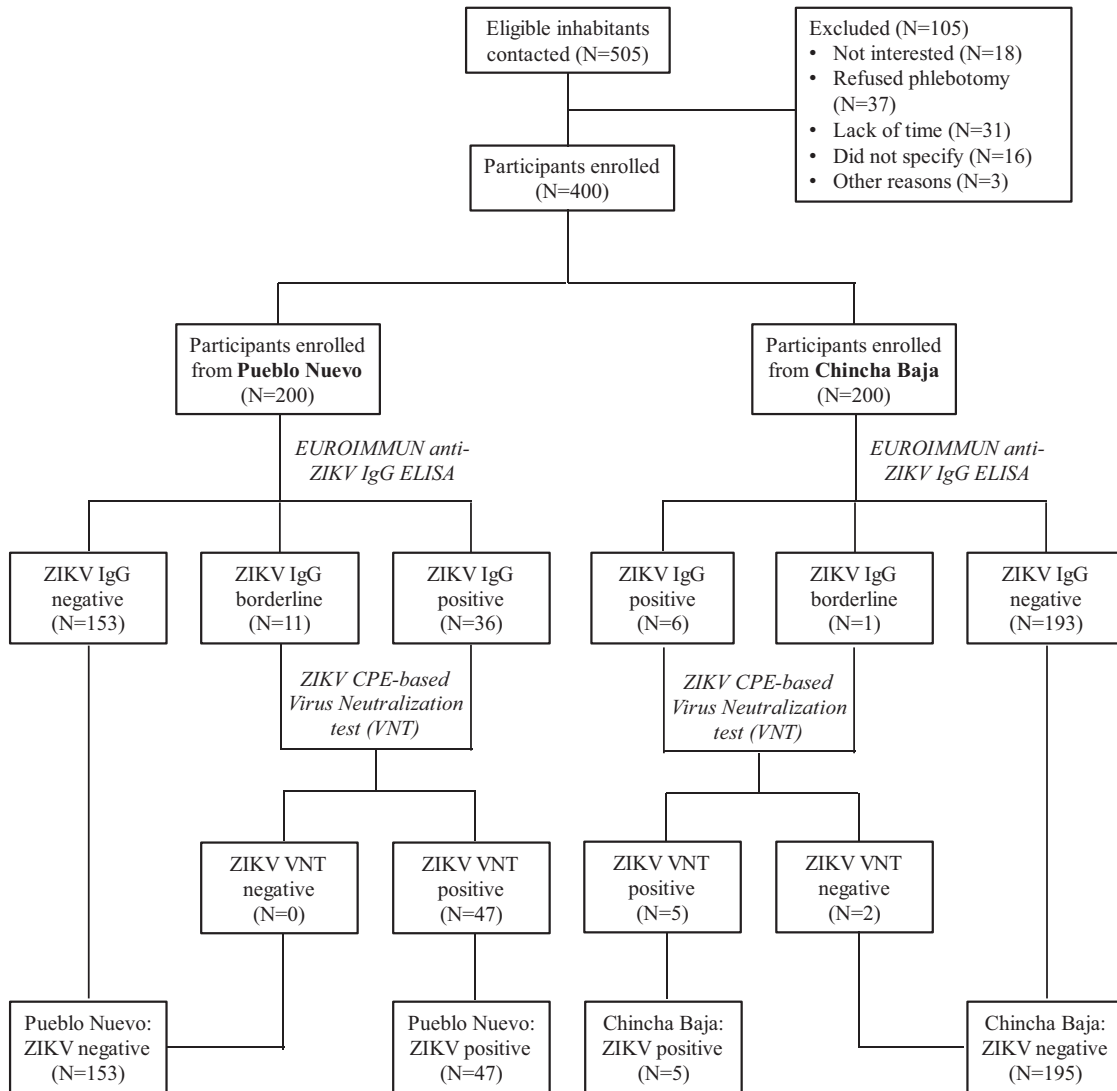 Eligible inhabitants
contacted (N=505)
Excluded (N=105)
• Not interested (N=18)
• Refused phlebotomy
(N=37)
• Lack of time (N=31)
• Did not specify (N=16)
• Other reasons (N=3)
Participants enrolled
(N=400)
Participants enrolled
from Pueblo Nuevo
(N=200)
Participants enrolled
from Chincha Baja
(N=200)
EUROIMMUN anti-
ZIKV IgG ELISA
EUROIMMUN anti-
ZIKV IgG ELISA
ZIKV IgG
negative
(N=153)
ZIKV IgG
borderline
(N=11)
ZIKV IgG
positive
(N=36)
ZIKV IgG
positive
(N=6)
ZIKV IgG
borderline
(N=1)
ZIKV IgG
negative
(N=193)
ZIKV CPE-based
Virus Neutralization
test (VNT)
ZIKV CPE-based
Virus Neutralization
test (VNT)
ZIKV VNT
negative
(N=0)
ZIKV VNT
positive
(N=47)
ZIKV VNT
positive
(N=5)
ZIKV VNT
negative
(N=2)
Pueblo Nuevo:
ZIKV negative
(N=153)
Pueblo Nuevo:
ZIKV positive
(N=47)
Chincha Baja:
ZIKV positive
(N=5)
Chincha Baja:
ZIKV negative
(N=195)